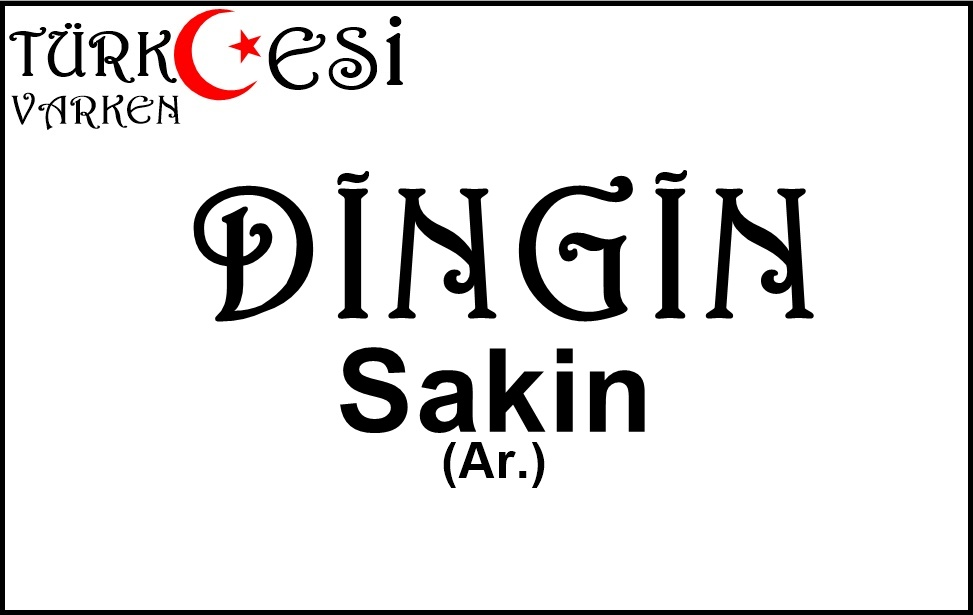 TÜRKÇESİ
VARKEN
DİNGİN
Sakin
(Ar.)